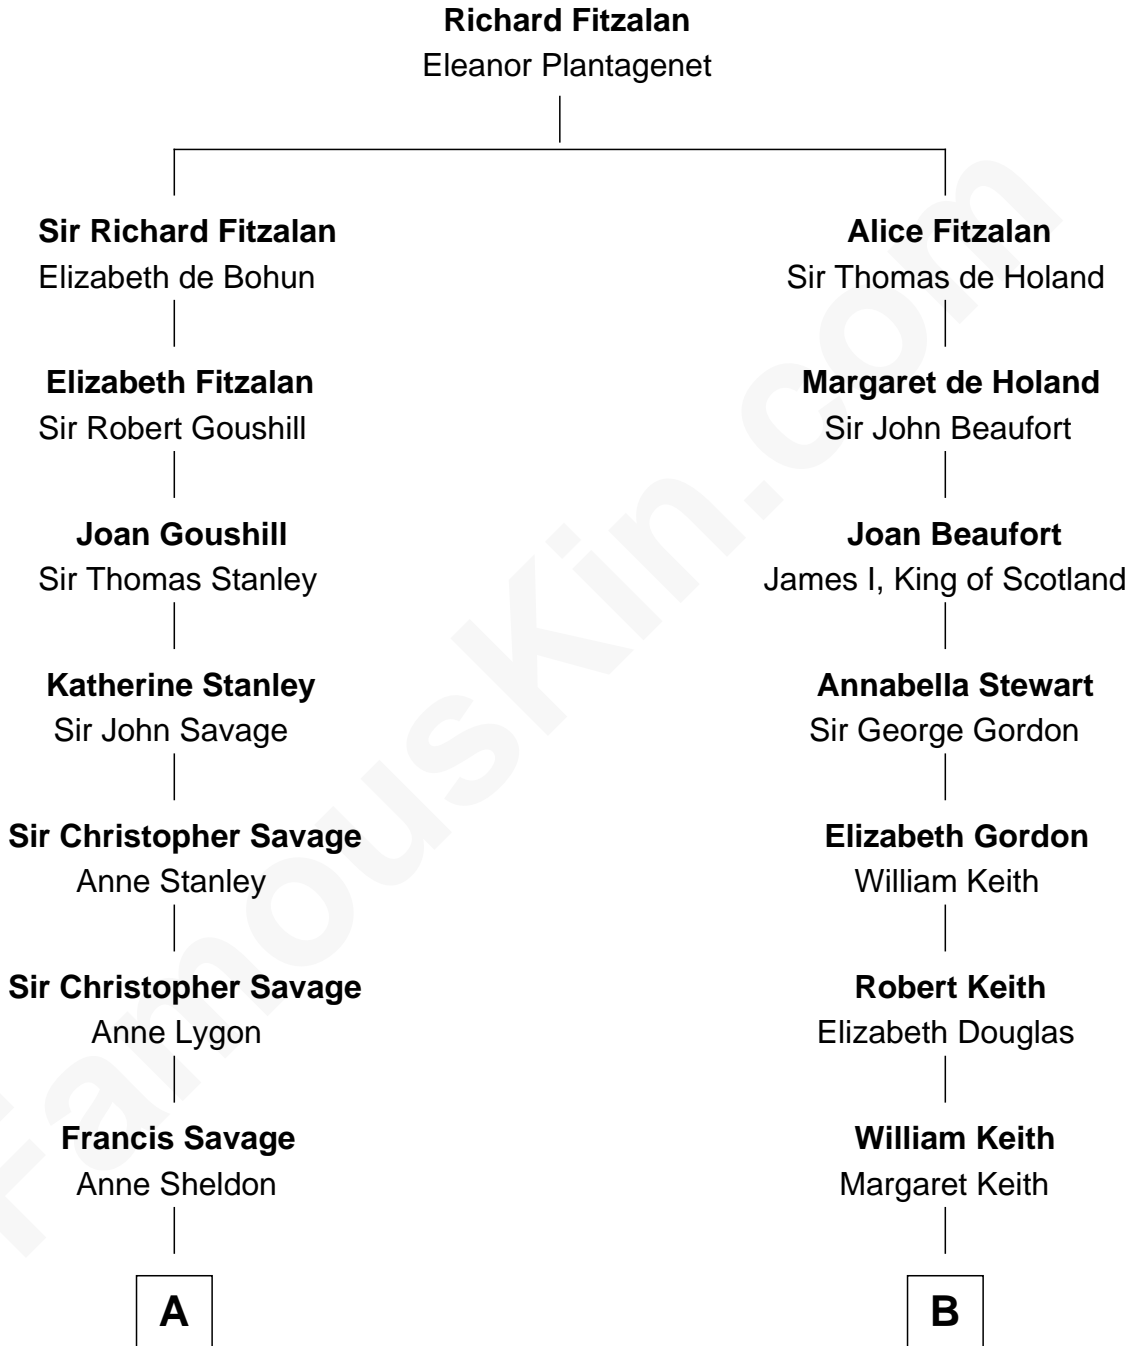 Richard Fitzalan
Eleanor Plantagenet
Sir Richard Fitzalan
Elizabeth de Bohun
Elizabeth Fitzalan
Sir Robert Goushill
Joan Goushill
Sir Thomas Stanley
Katherine Stanley
Sir John Savage
Sir Christopher Savage
Anne Stanley
Sir Christopher Savage
Anne Lygon
Francis Savage
Anne Sheldon
A
Alice Fitzalan
Sir Thomas de Holand
Margaret de Holand
Sir John Beaufort
Joan Beaufort
James I, King of Scotland
Annabella Stewart
Sir George Gordon
Elizabeth Gordon
William Keith
Robert Keith
Elizabeth Douglas
William Keith
Margaret Keith
B
FamousKin.com